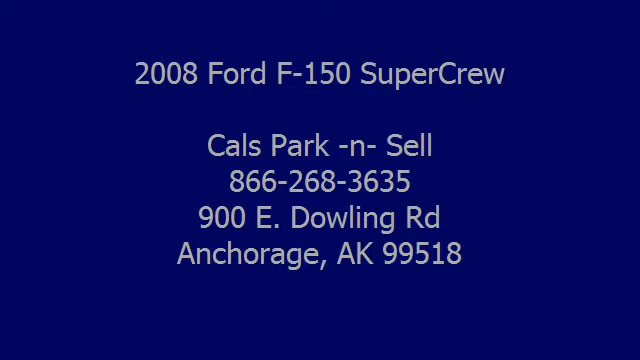 2008 Ford F-150 SuperCrew
Cals Park -n- Sell
866-268-3635
900 E. Dowling Rd
Anchorage, AK 99518